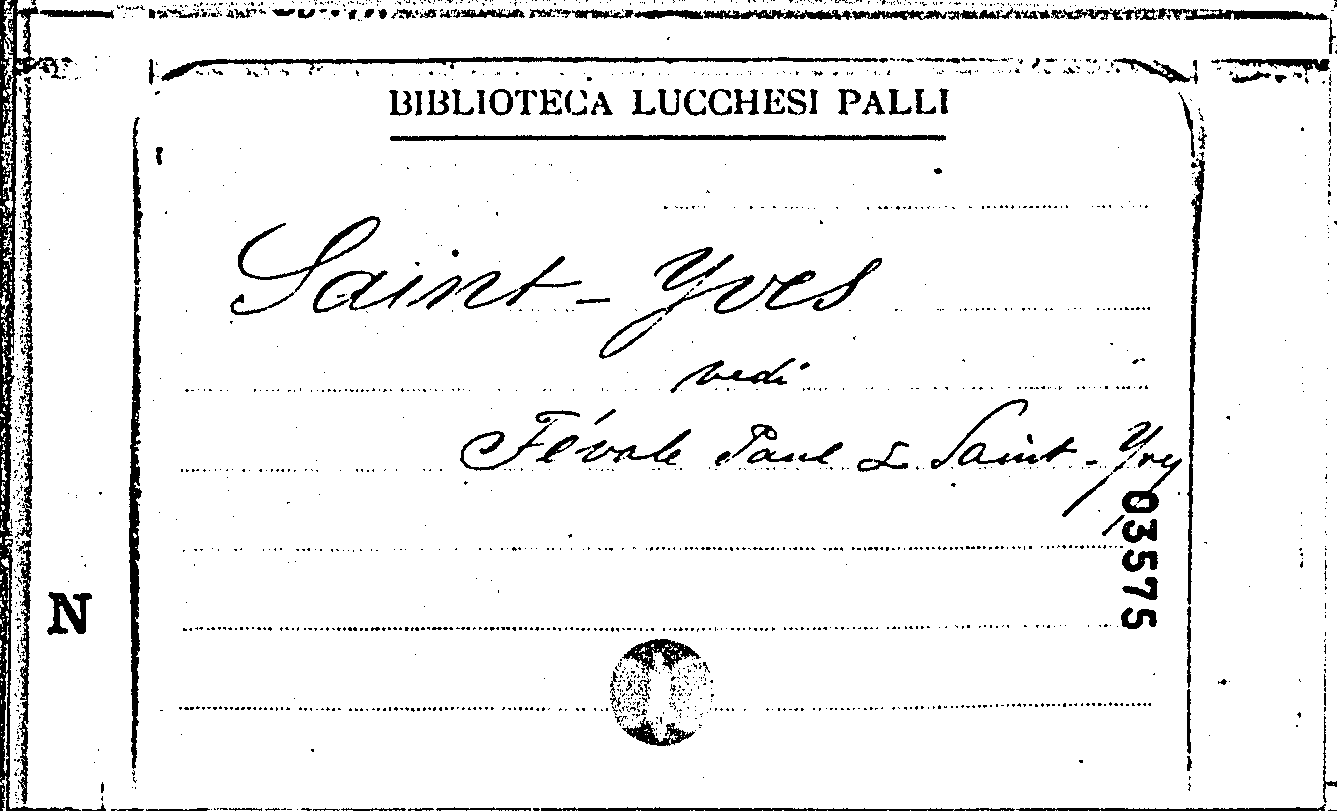 BIBLIOTECA LUCCHESI PALLI
Saint-Yves
vedi
Févale Paul & Saint-Yves
03575
N